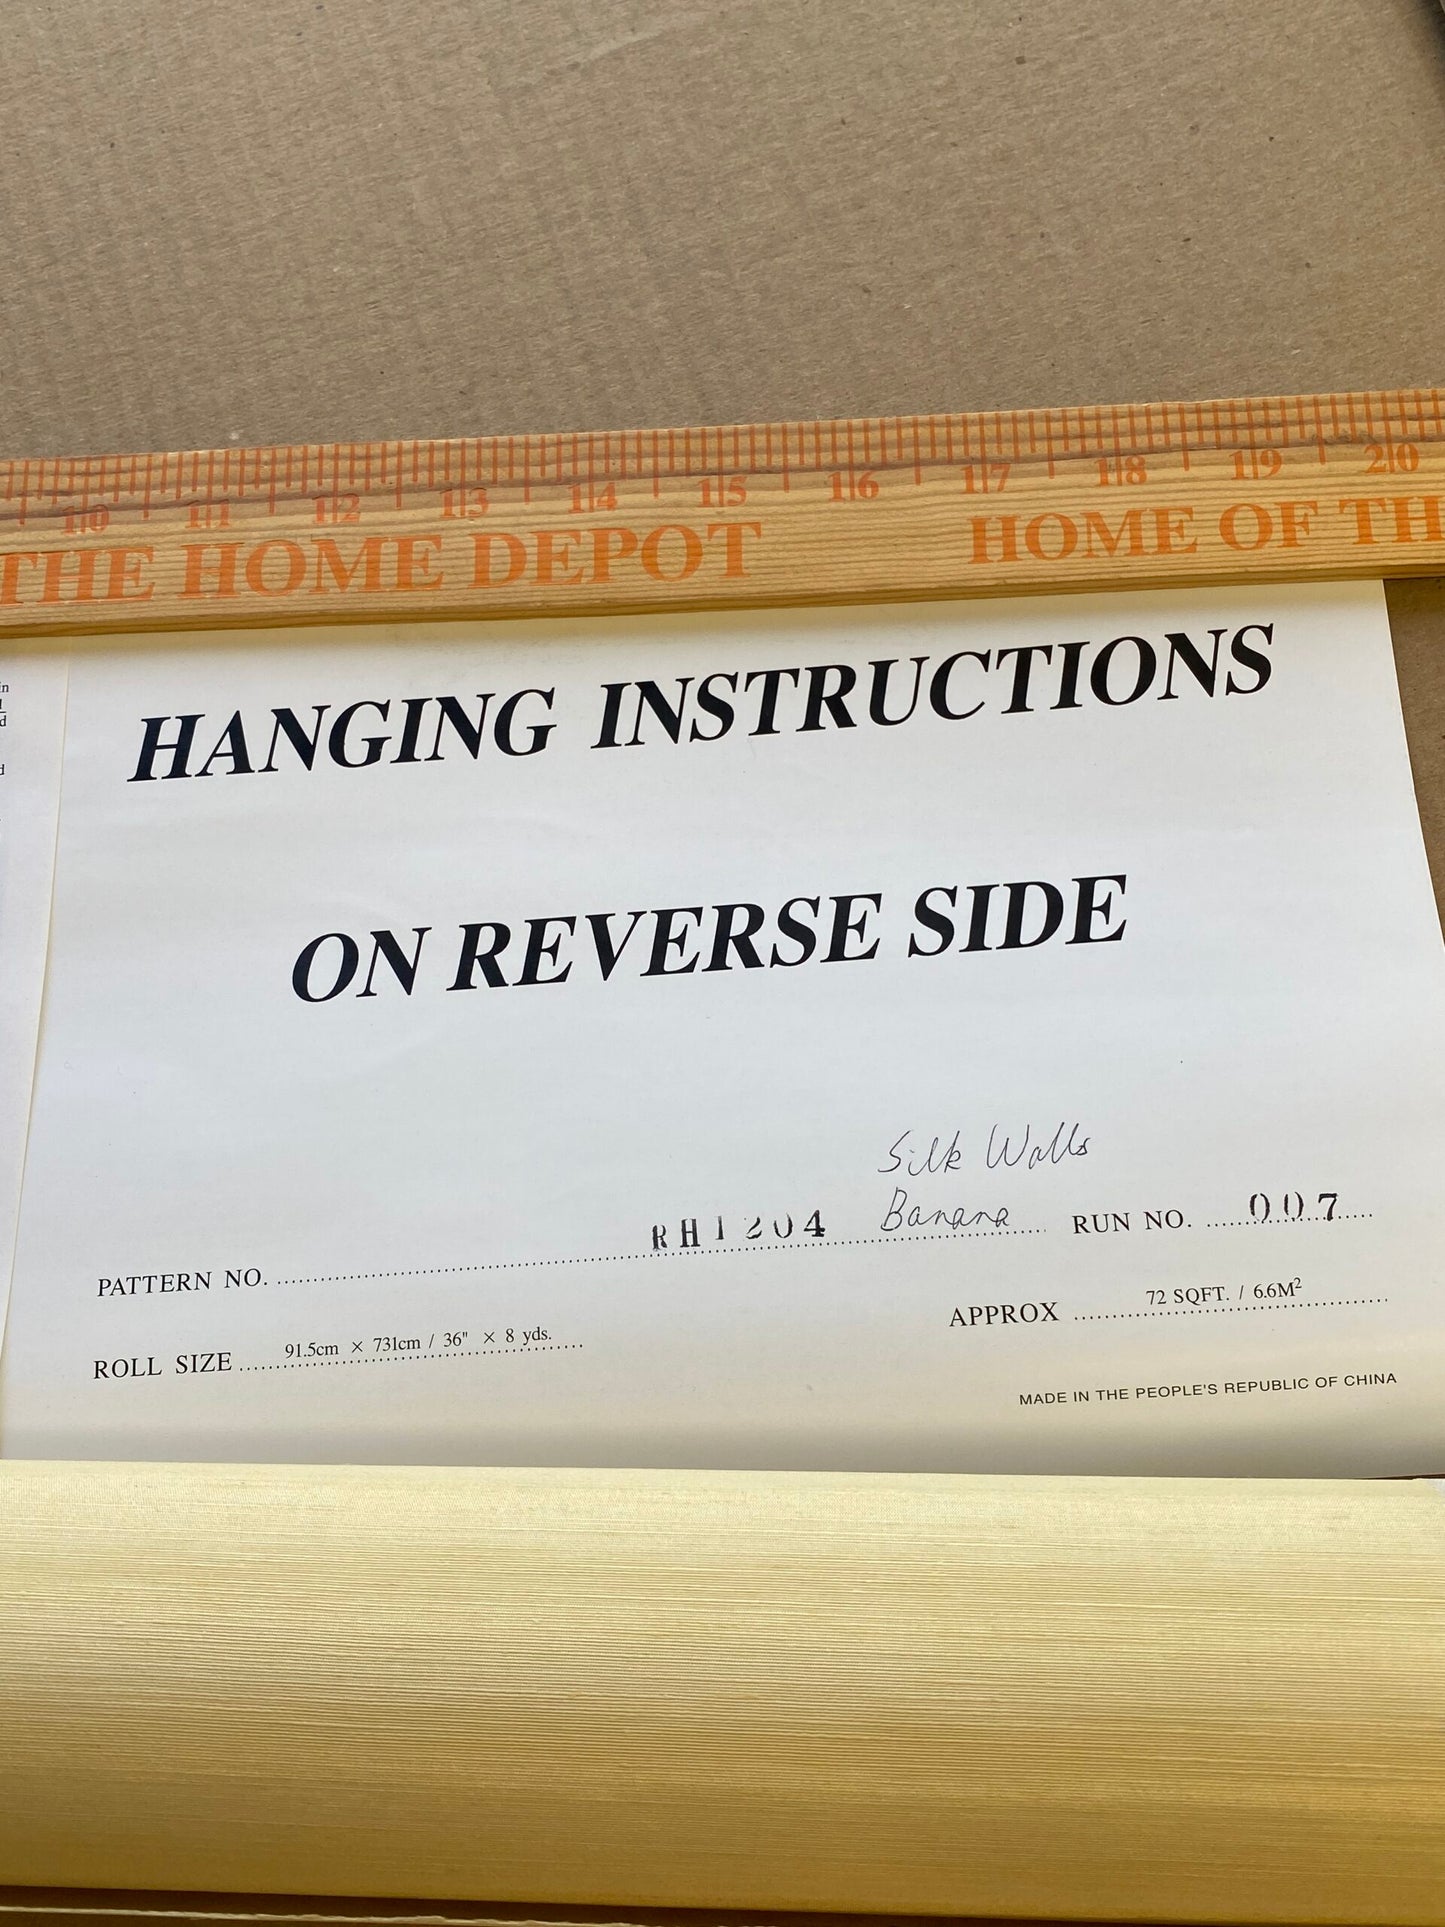 10 11 12 13 14 15 16 17 18 19 20
THE HOME DEPOT HOME OF TH
in
d
d
HANGING INSTRUCTIONS
ON REVERSE SIDE
Silk Walls
Banana
PATTERN NO. RH1204
RUN NO. 007
ROLL SIZE 91.5cm × 731cm / 36" × 8 yds.
APPROX 72 SQFT. / 6.6M²
MADE IN THE PEOPLE'S REPUBLIC OF CHINA